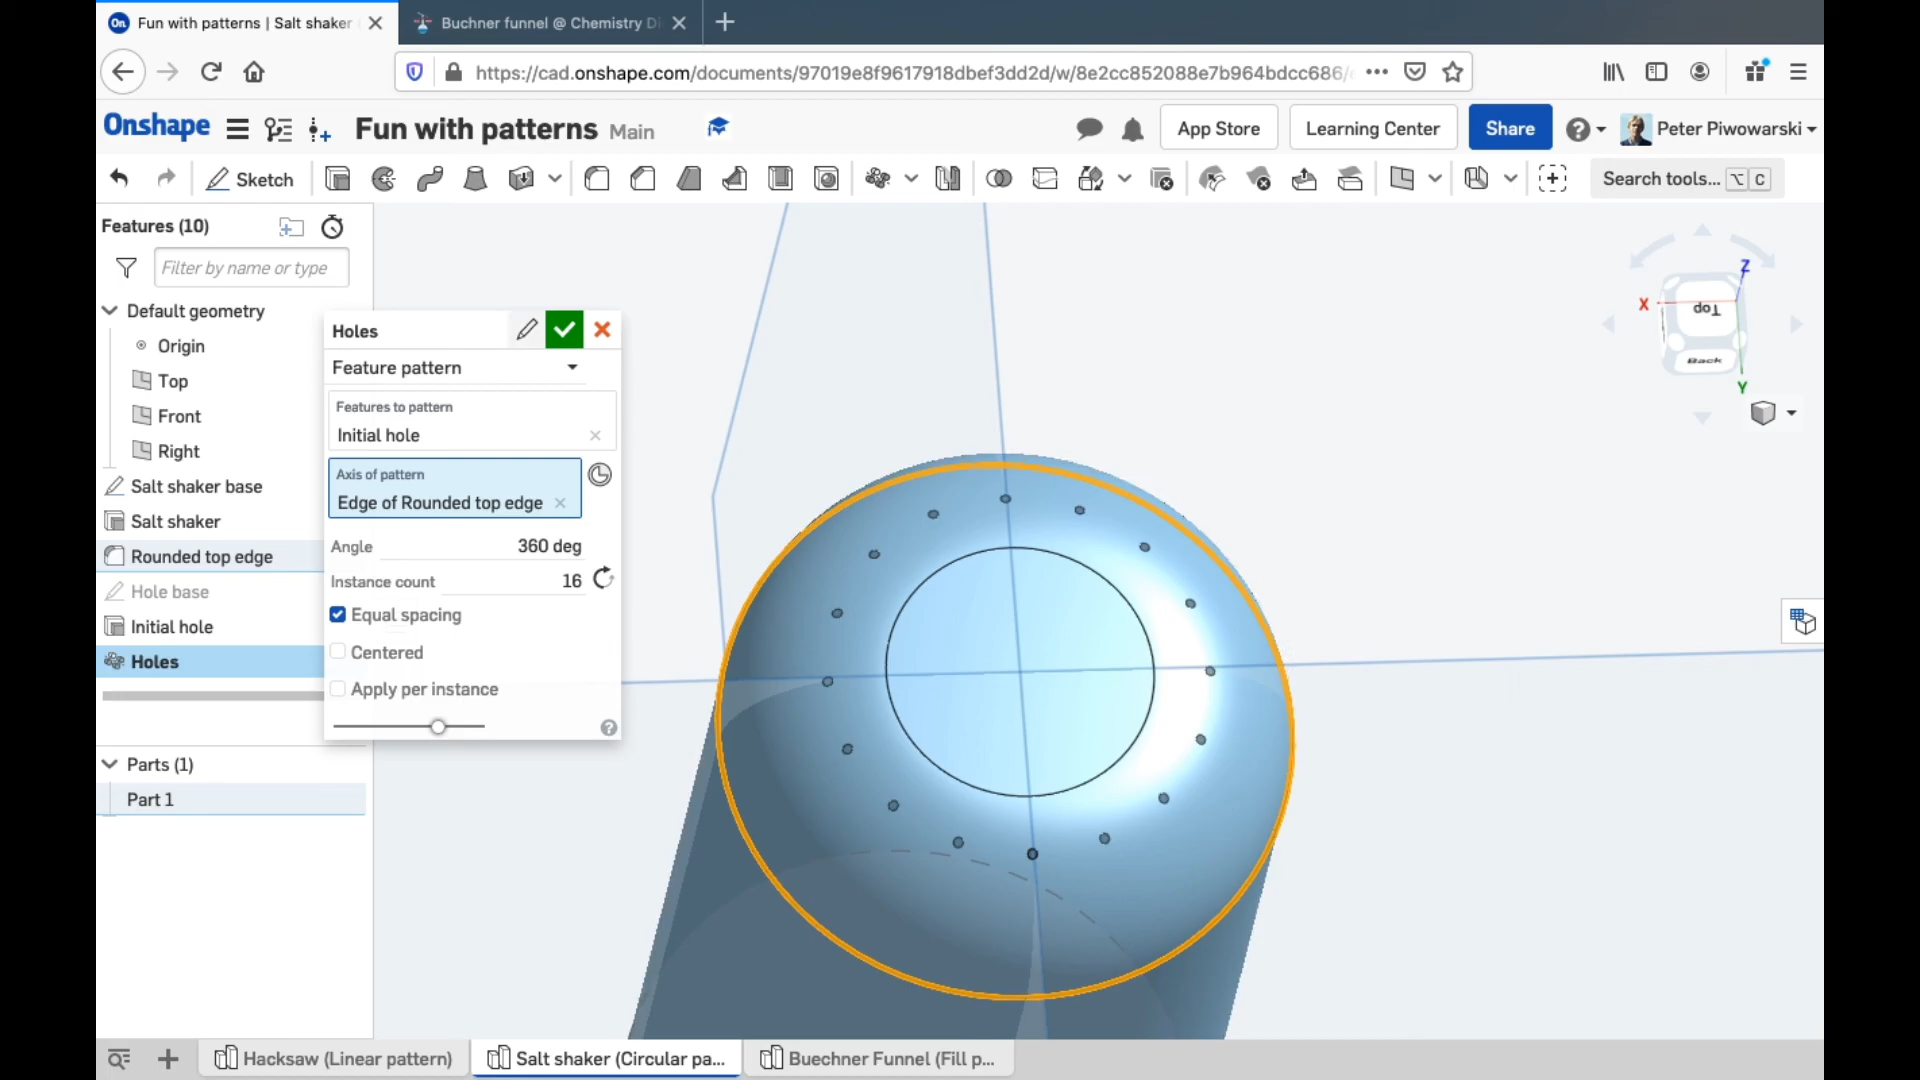 Fun with patterns | Salt shaker
Buchner funnel @ Chemistry Di
https://cad.onshape.com/documents/97019e8f9617918dbef3dd2d/w/8e2cc852088e7b964bdcc686/
Onshape
Fun with patterns Main
App Store
Learning Center
Share
Peter Piwowarski
Sketch
Search tools... ⌥ C
Features (10)
Filter by name or type
Default geometry
Origin
Top
Front
Right
Salt shaker base
Salt shaker
Rounded top edge
Hole base
Initial hole
Holes
Parts (1)
Part 1
Holes
Feature pattern
Features to pattern
Initial hole
Axis of pattern
Edge of Rounded top edge
Angle 360 deg
Instance count 16
Equal spacing
Centered
Apply per instance
Z
X
Top
Back
Y
Hacksaw (Linear pattern)
Salt shaker (Circular pa...
Buechner Funnel (Fill p...